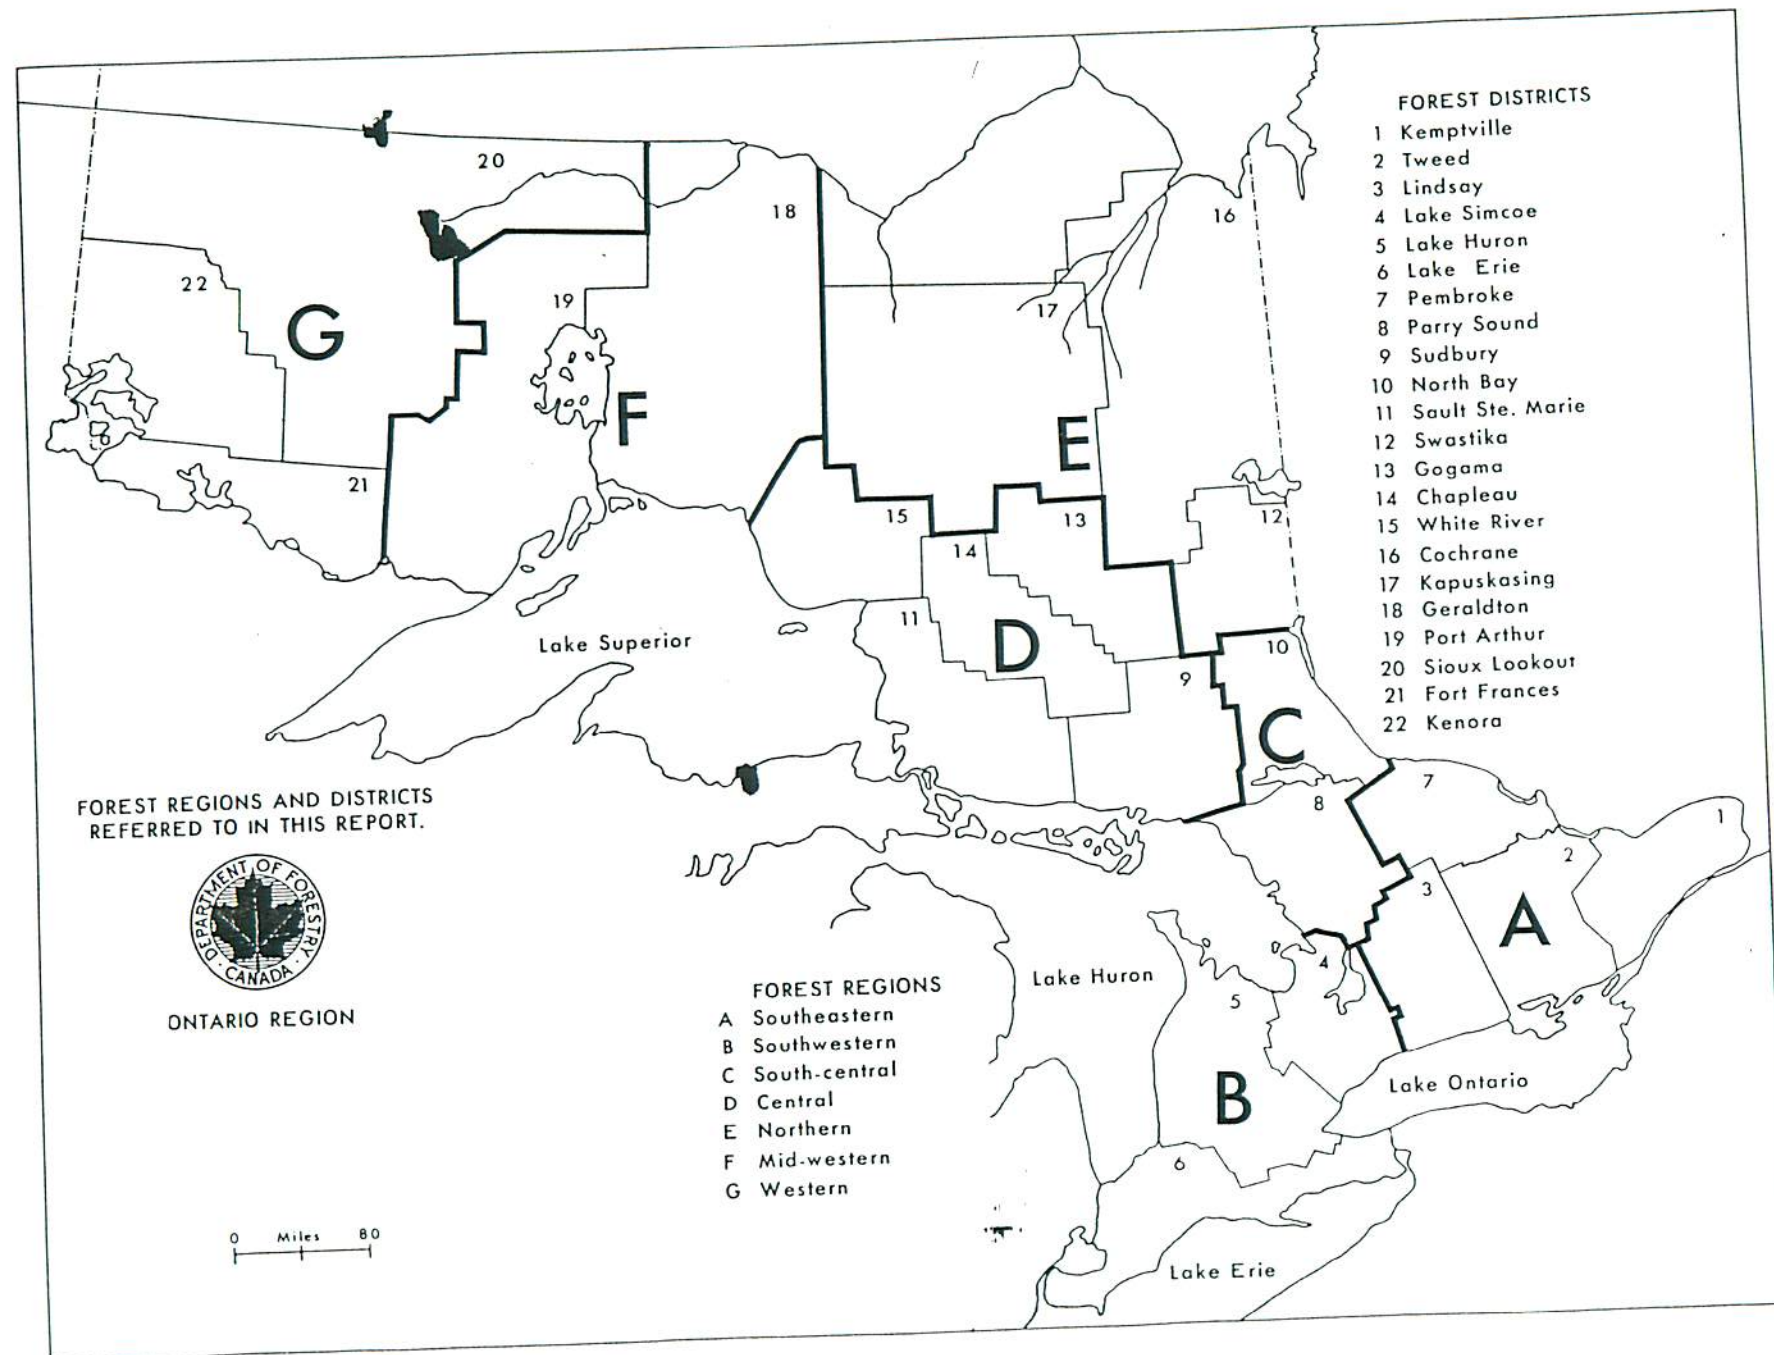 FOREST DISTRICTS
1 Kemptville
2 Tweed
3 Lindsay
4 Lake Simcoe
5 Lake Huron
6 Lake Erie
7 Pembroke
8 Parry Sound
9 Sudbury
10 North Bay
11 Sault Ste. Marie
12 Swastika
13 Gogama
14 Chapleau
15 White River
16 Cochrane
17 Kapuskasing
18 Geraldton
19 Port Arthur
20 Sioux Lookout
21 Fort Frances
22 Kenora
20
18
16
22
19
17
G
F
E
21
15
13
12
14
11
D
10
9
Lake Superior
C
7
8
1
2
3
A
4
5
Lake Huron
B
Lake Ontario
6
Lake Erie
FOREST REGIONS AND DISTRICTS
REFERRED TO IN THIS REPORT.
DEPARTMENT OF FORESTRY
· CANADA ·
ONTARIO REGION
FOREST REGIONS
A Southeastern
B Southwestern
C South-central
D Central
E Northern
F Mid-western
G Western
0 Miles 80